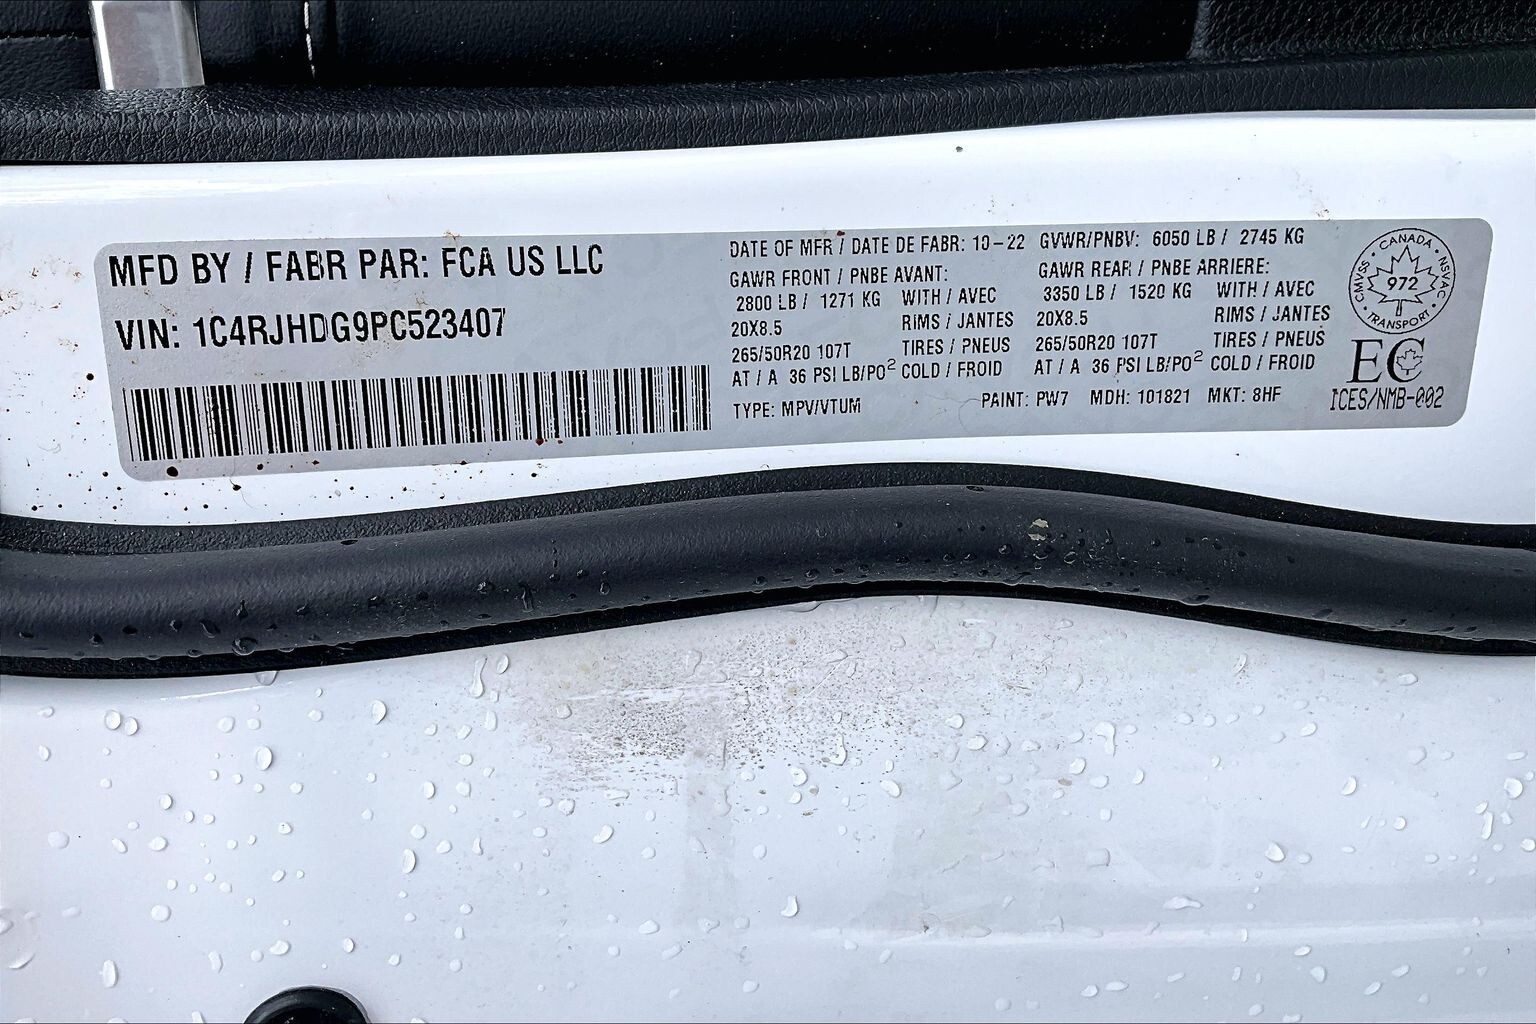 MFD BY / FABR PAR: FCA US LLC
VIN: 1C4RJHDG9PC523407
DATE OF MFR / DATE DE FABR: 10-22 GVWR/PNBV: 6050 LB / 2745 KG
GAWR FRONT / PNBE AVANT: GAWR REAR / PNBE ARRIERE:
2800 LB / 1271 KG WITH / AVEC 3350 LB / 1520 KG WITH / AVEC
20X8.5 RIMS / JANTES 20X8.5 RIMS / JANTES
265/50R20 107T TIRES / PNEUS 265/50R20 107T TIRES / PNEUS
AT / A 36 PSI LB/PO² COLD / FROID AT / A 36 PSI LB/PO² COLD / FROID
TYPE: MPV/VTUM PAINT: PW7 MDH: 101821 MKT: 8HF
CANADA • NSVAC • TRANSPORT • CMVSS •
972
EC
ICES/NMB-002